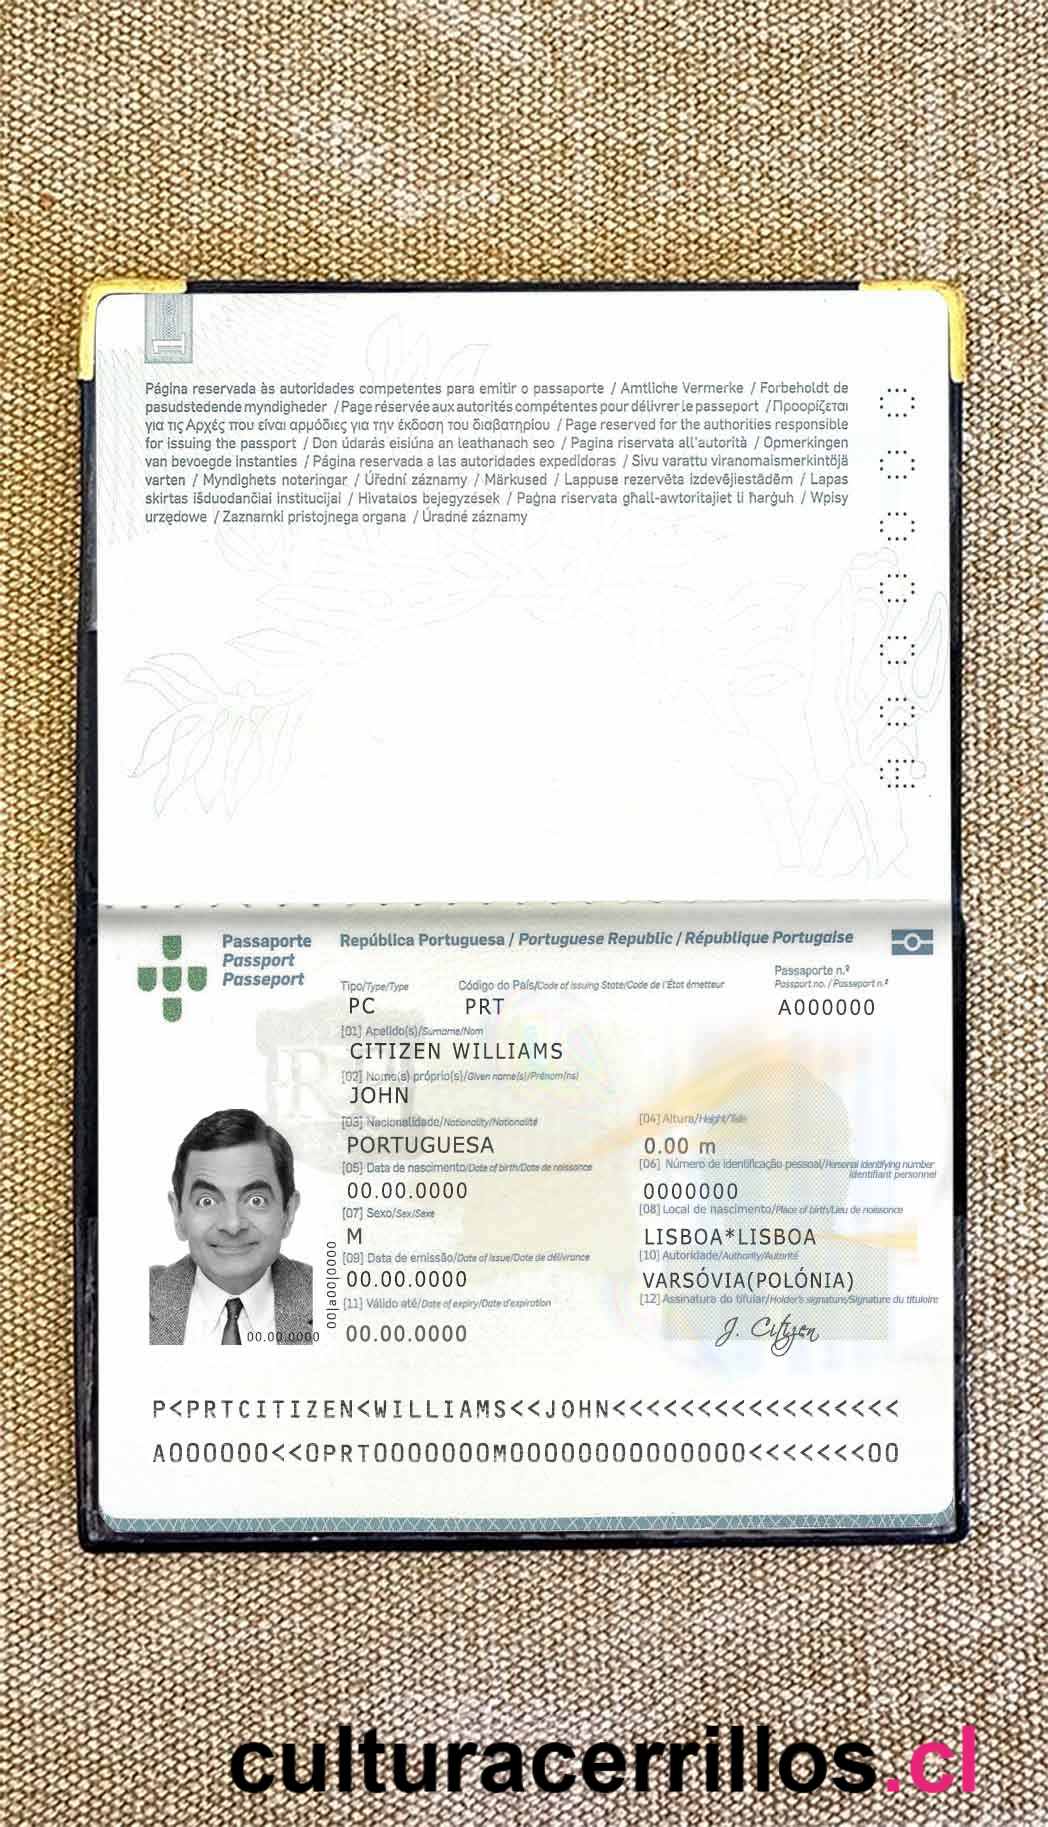 Página reservada às autoridades competentes para emitir o passaporte / Amtliche Vermerke / Forbeholdt de
pasudstedende myndigheder / Page réservée aux autorités compétentes pour délivrer le passeport / Προορίζεται
για τις Αρχές που είναι αρμόδιες για την έκδοση του διαβατηρίου / Page reserved for the authorities responsible
for issuing the passport / Don údarás eisiúna an leathanach seo / Pagina riservata all'autorità / Opmerkingen
van bevoegde instanties / Página reservada a las autoridades expedidoras / Sivu varattu viranomaismerkintöjä
varten / Myndighets noteringar / Úřední záznamy / Märkused / Lappuse rezervēta izdevējiestādēm / Lapas
skirtas išduodančiai institucijai / Hivatalos bejegyzések / Paġna riservata għall-awtoritajiet li ħarġuh / Wpisy
urzędowe / Zaznamki pristojnega organa / Úradné záznamy
Passaporte
Passport
Passeport
República Portuguesa / Portuguese Republic / République Portugaise
Tipo/Type/Type
Código do País/Code of issuing State/Code de l'État émetteur
Passaporte n.º
Passport no. / Passeport n.º
PC
PRT
A000000
[01] Apelido(s)/Surname/Nom
CITIZEN WILLIAMS
[02] Nome(s) próprio(s)/Given name(s)/Prénom(ns)
JOHN
[03] Nacionalidade/Nationality/Nationalité
[04] Altura/Height/Taile
PORTUGUESA
0.00 m
[05] Data de nascimento/Date of birth/Date de naissance
[06] Número de identificação pessoal/Personal identifying number
identifiant personnel
00.00.0000
0000000
[07] Sexo/Sex/Sexe
[08] Local de nascimento/Place of birth/Lieu de naissance
M
LISBOA*LISBOA
[09] Data de emissão/Date of issue/Date de délivrance
[10] Autoridade/Authority/Autorité
00.00.0000
VARSÓVIA(POLÓNIA)
[11] Válido até/Date of expiry/Date d'expiration
[12] Assinatura do titular/Holder's signature/Signature du titulaire
00.00.0000
J. Citizen
00.00.0000
00|a00|0000
P<PRTCITIZEN<WILLIAMS<<JOHN<<<<<<<<<<<<<<<<<
A000000<<0PRT0000000M00000000000000<<<<<<<00
culturacerrillos.cl